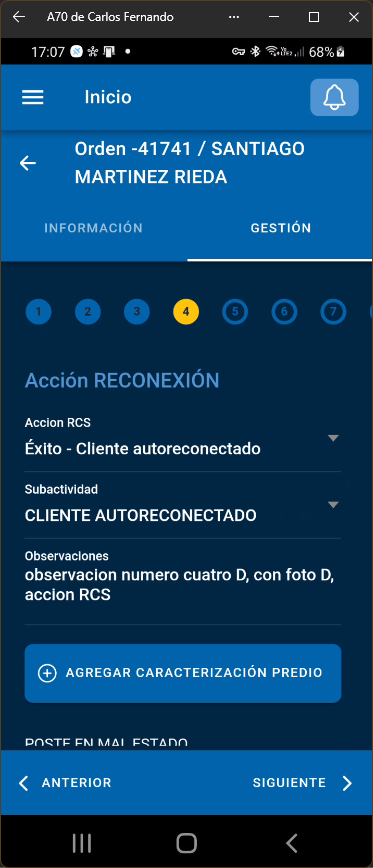 A70 de Carlos Fernando
17:07 68%
Inicio
Orden -41741 / SANTIAGO
MARTINEZ RIEDA
INFORMACIÓN GESTIÓN
1 2 3 4 5 6 7
Acción RECONEXIÓN
Accion RCS
Éxito - Cliente autoreconectado
Subactividad
CLIENTE AUTORECONECTADO
Observaciones
observacion numero cuatro D, con foto D,
accion RCS
AGREGAR CARACTERIZACIÓN PREDIO
POSTE EN MAL ESTADO
ANTERIOR SIGUIENTE